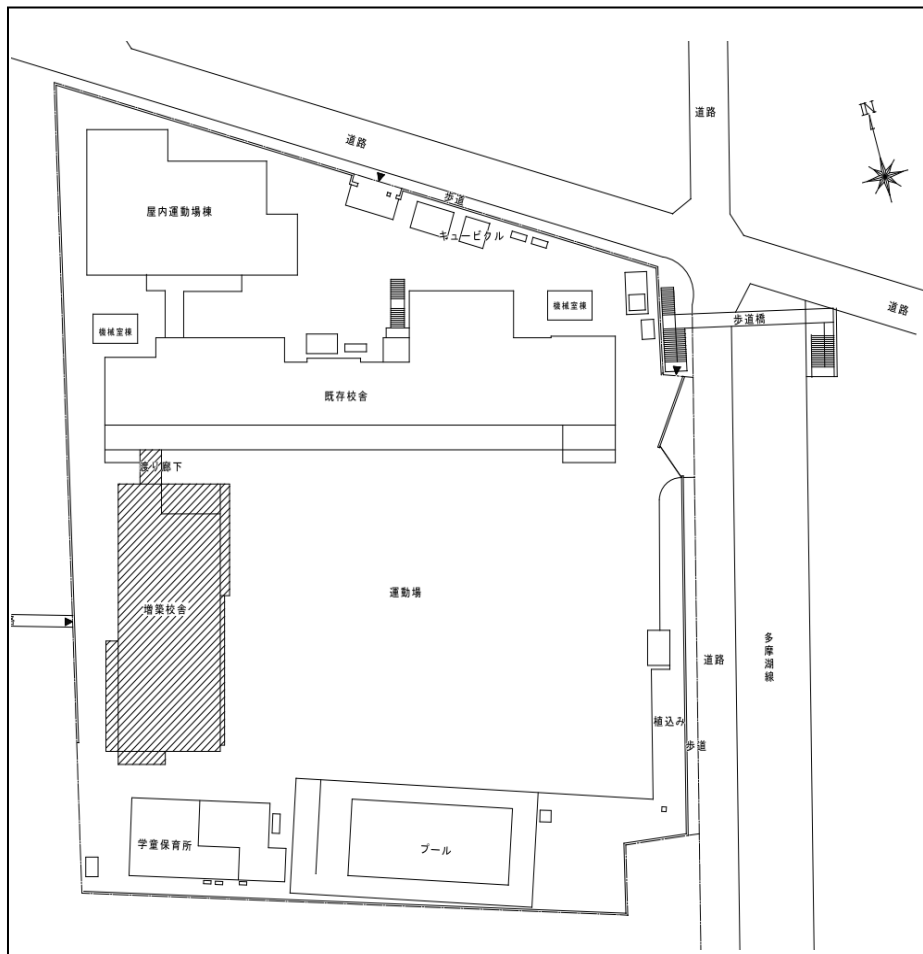 道路
道路
N
屋内運動場棟
歩道
キュービクル
機械室棟
機械室棟
道路
歩道橋
既存校舎
渡り廊下
運動場
増築校舎
多摩湖線
道路
植込み
歩道
学童保育所
プール